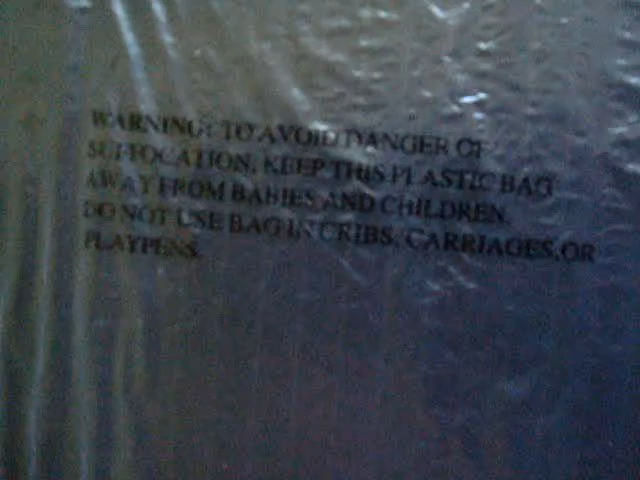 WARNING: TO AVOID DANGER OF
SUFFOCATION, KEEP THIS PLASTIC BAG
AWAY FROM BABIES AND CHILDREN.
DO NOT USE BAG IN CRIBS, CARRIAGES, OR
PLAYPENS.